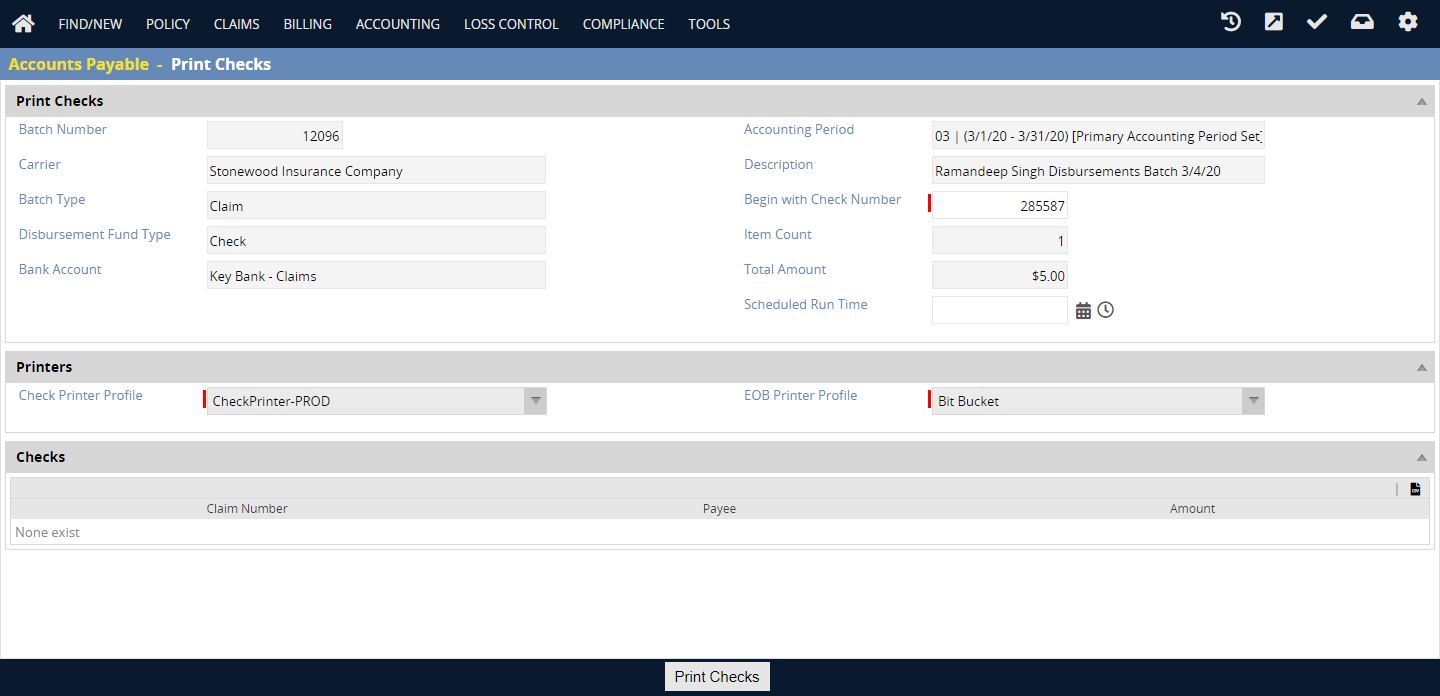 FIND/NEW POLICY CLAIMS BILLING ACCOUNTING LOSS CONTROL COMPLIANCE TOOLS
Accounts Payable - Print Checks
Print Checks
Batch Number 12096 Accounting Period 03 | (3/1/20 - 3/31/20) [Primary Accounting Period Set]
Carrier Stonewood Insurance Company Description Ramandeep Singh Disbursements Batch 3/4/20
Batch Type Claim Begin with Check Number 285587
Disbursement Fund Type Check Item Count 1
Bank Account Key Bank - Claims Total Amount $5.00
Scheduled Run Time
Printers
Check Printer Profile CheckPrinter-PROD EOB Printer Profile Bit Bucket
Checks
|
Claim Number Payee Amount
None exist
Print Checks